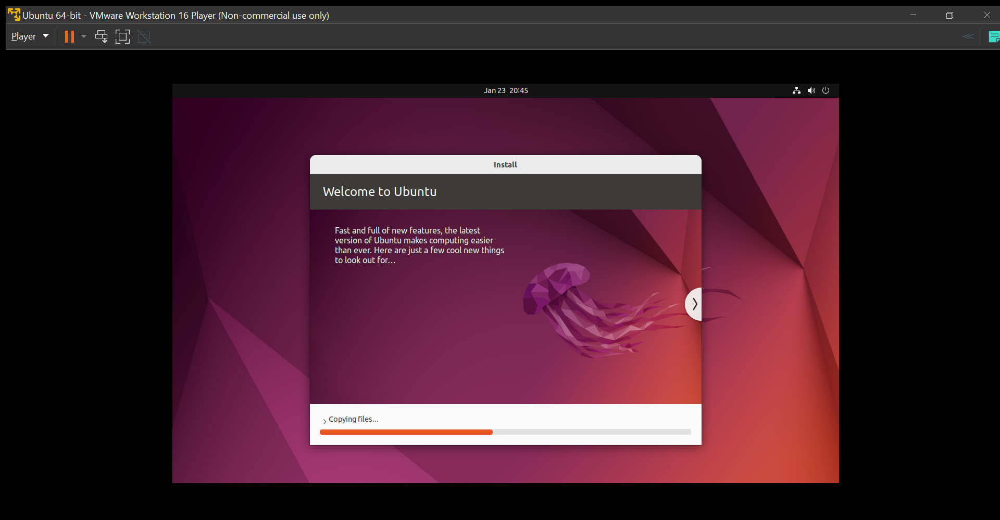 Ubuntu 64-bit - VMware Workstation 16 Player (Non-commercial use only)
Player
Jan 23 20:45
Install
Welcome to Ubuntu
Fast and full of new features, the latest
version of Ubuntu makes computing easier
than ever. Here are just a few cool new things
to look out for…
Copying files...